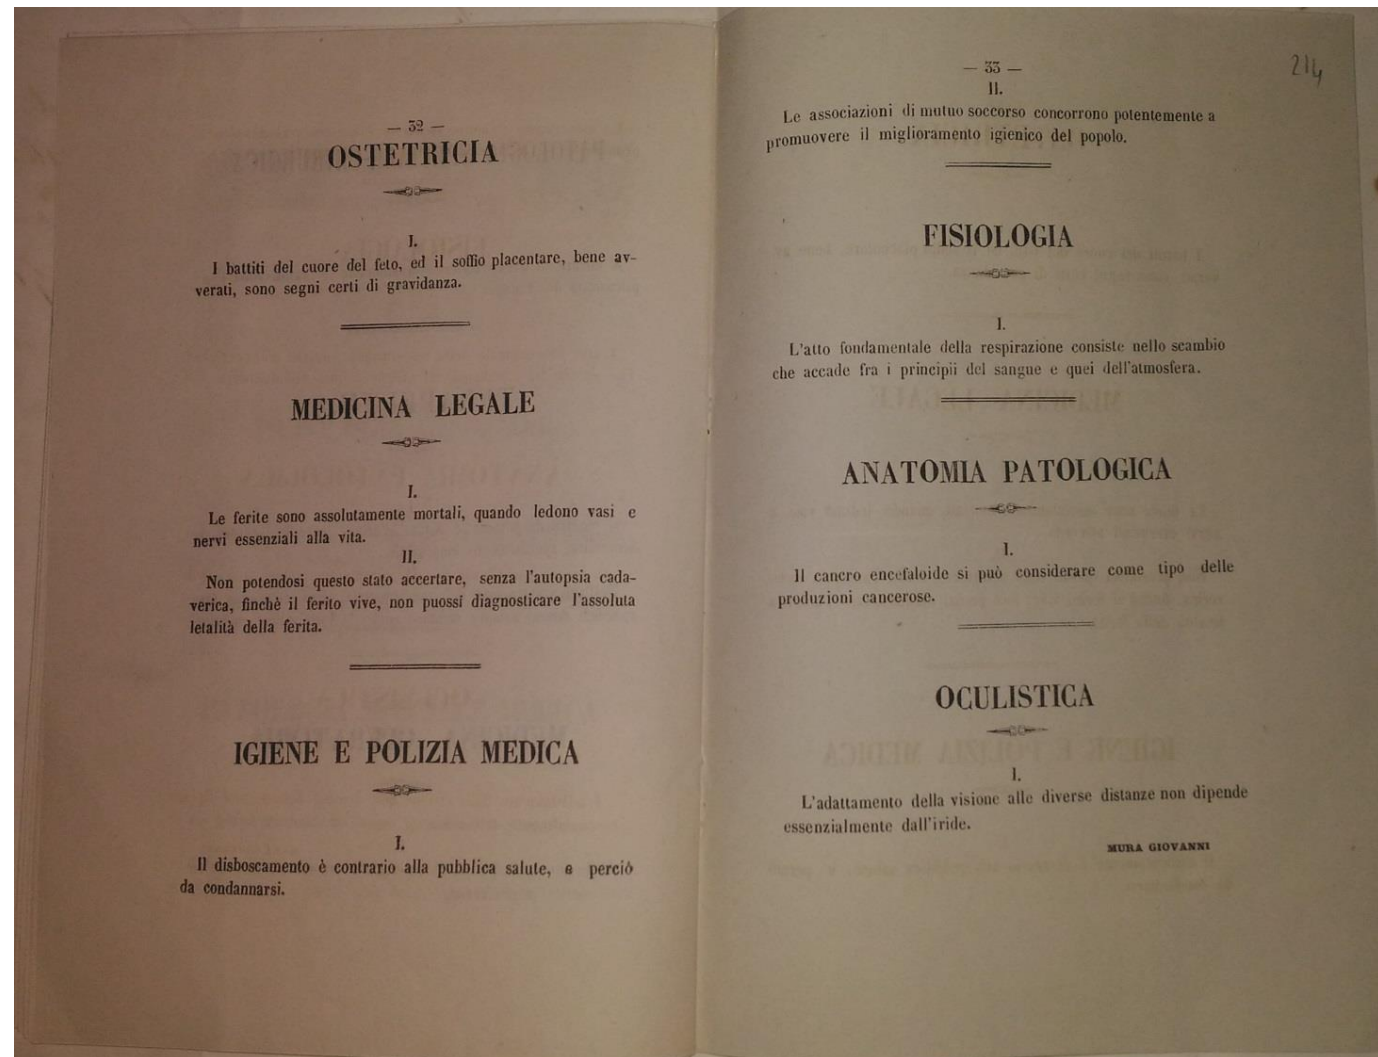 — 32 —
OSTETRICIA
I.
I battiti del cuore del feto, ed il soffio placentare, bene av-
verati, sono segni certi di gravidanza.
MEDICINA LEGALE
I.
Le ferite sono assolutamente mortali, quando ledono vasi e
nervi essenziali alla vita.
II.
Non potendosi questo stato accertare, senza l'autopsia cada-
verica, finchè il ferito vive, non puossi diagnosticare l'assoluta
letalità della ferita.
IGIENE E POLIZIA MEDICA
I.
Il disboscamento è contrario alla pubblica salute, e perciò
da condannarsi.
— 33 —
214
II.
Le associazioni di mutuo soccorso concorrono potentemente a
promuovere il miglioramento igienico del popolo.
FISIOLOGIA
I.
L'atto fondamentale della respirazione consiste nello scambio
che accade fra i principii del sangue e quei dell'atmosfera.
ANATOMIA PATOLOGICA
I.
Il cancro encefaloide si può considerare come tipo delle
produzioni cancerose.
OCULISTICA
I.
L'adattamento della visione alle diverse distanze non dipende
essenzialmente dall'iride.
MURA GIOVANNI